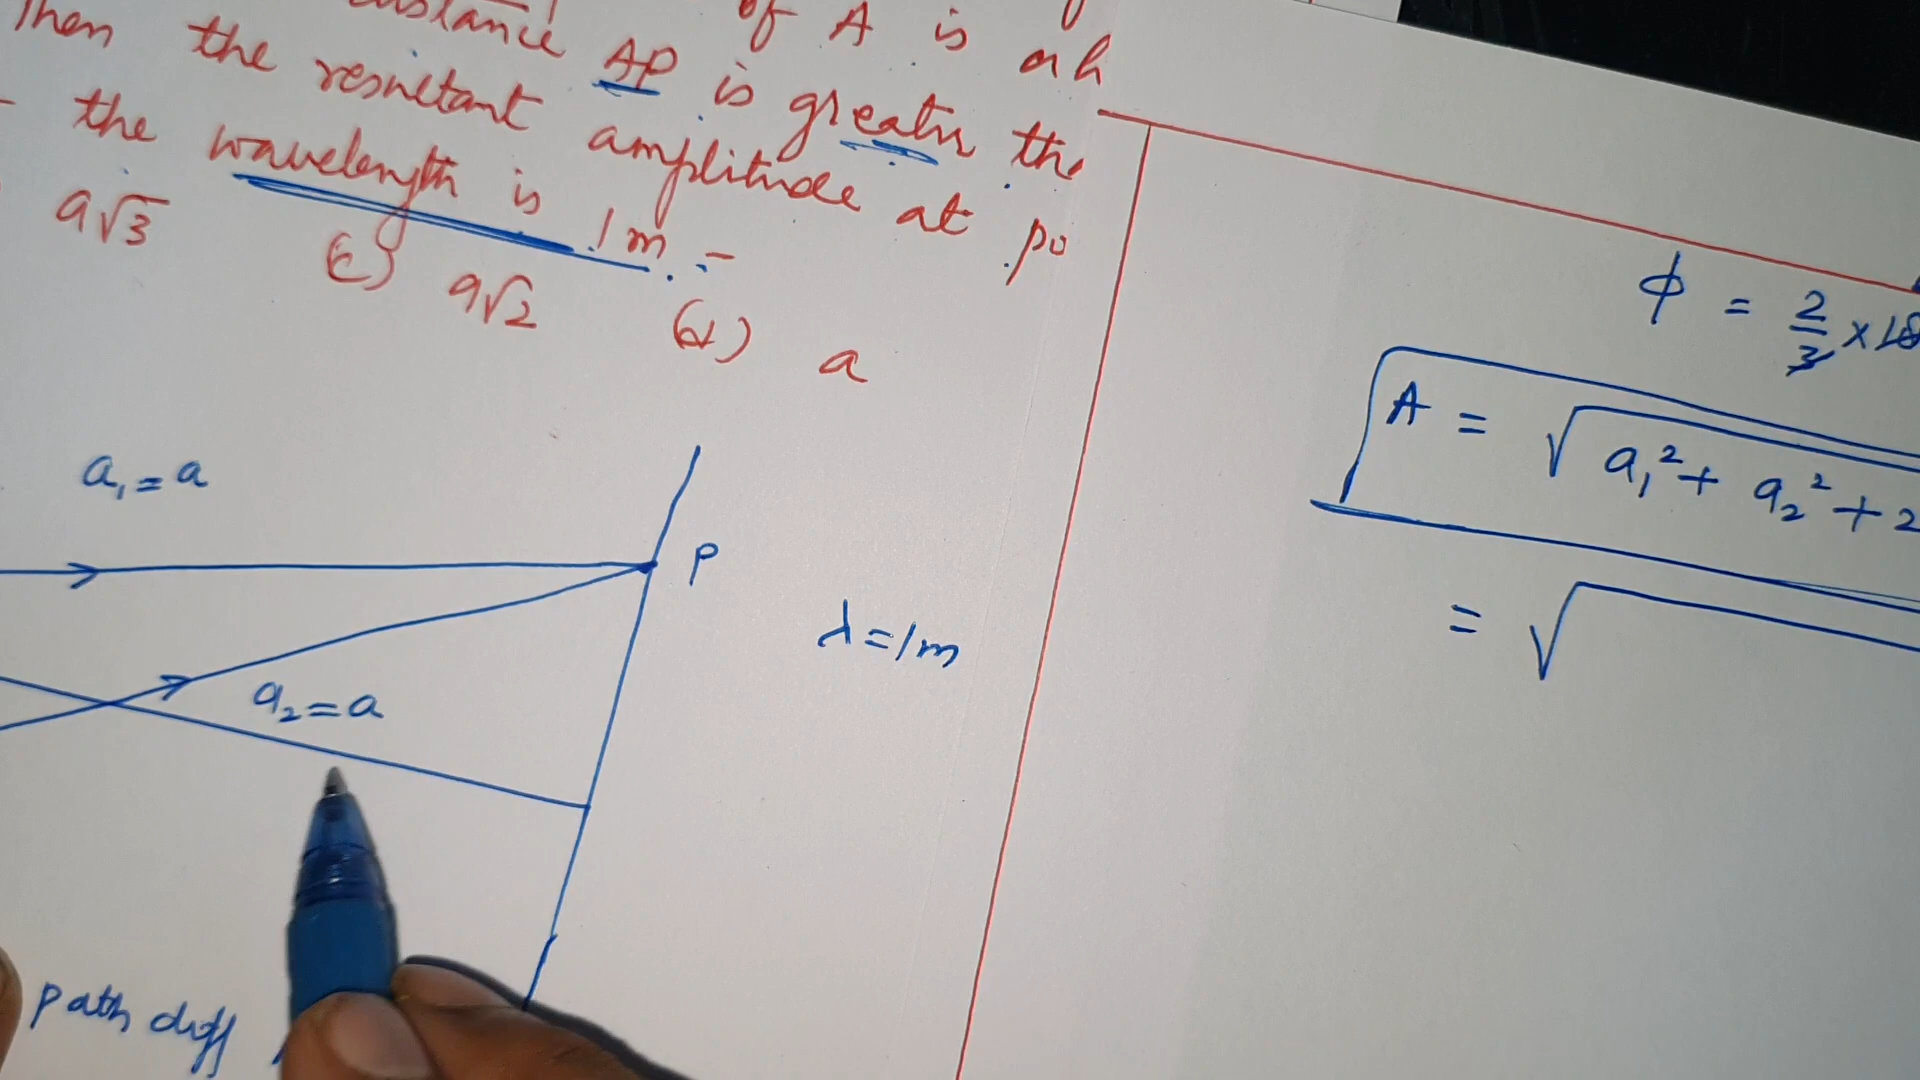 distance of A is ah
Then the resultant AP is greater the
the wavelength is 1m. amplitude at po
a√3 (c) a√2 (d) a
a₁ = a
P
a₂ = a
λ = 1m
path diff
φ = 2/3 × 18
A = √a₁² + a₂² + 2
= √